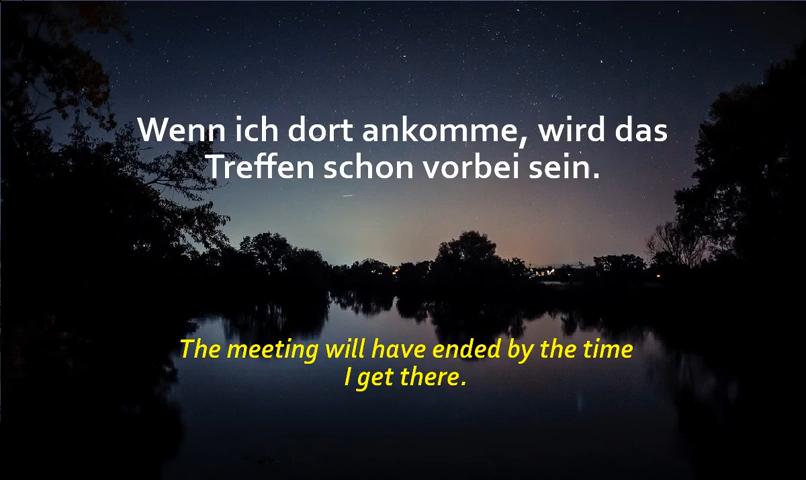 Wenn ich dort ankomme, wird das
Treffen schon vorbei sein.
The meeting will have ended by the time
I get there.